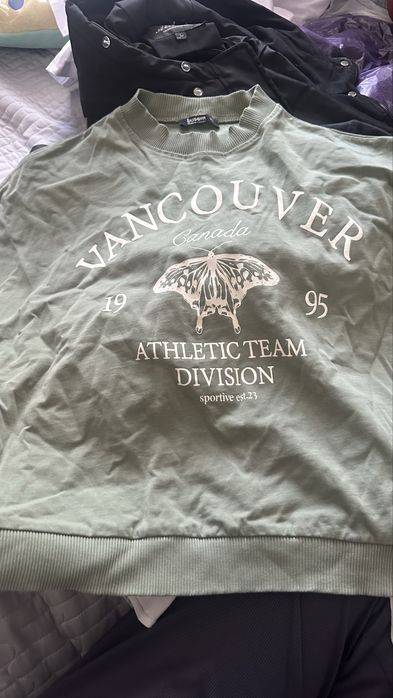 VANCOUVER
Canada
19 95
ATHLETIC TEAM
DIVISION
sportive est.23